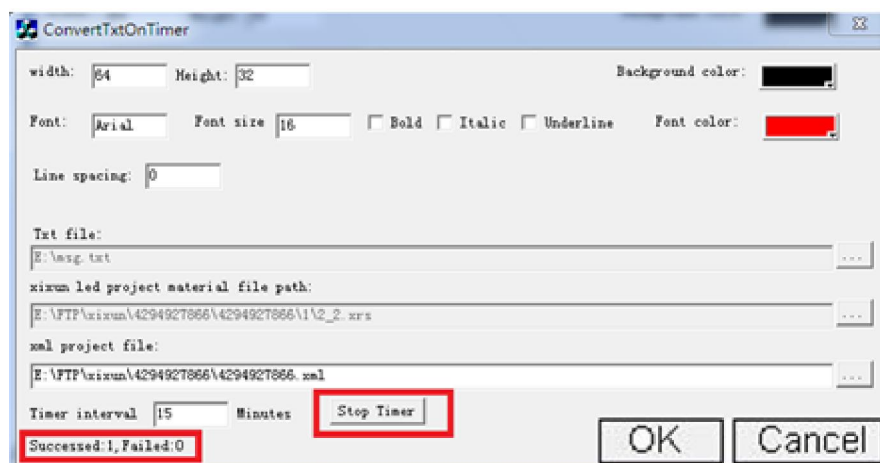 ConvertTxtOnTimer
width: 64 Height: 32 Background color:
Font: Arial Font size 16 Bold Italic Underline Font color:
Line spacing: 0
Txt file:
E:\msg.txt ...
xixun led project material file path:
E:\FTP\xixun\4294927866\4294927866\1\2_2.xrs ...
xml project file:
E:\FTP\xixun\4294927866\4294927866.xml ...
Timer interval 15 Minutes Stop Timer
Successed:1,Failed:0
OK Cancel